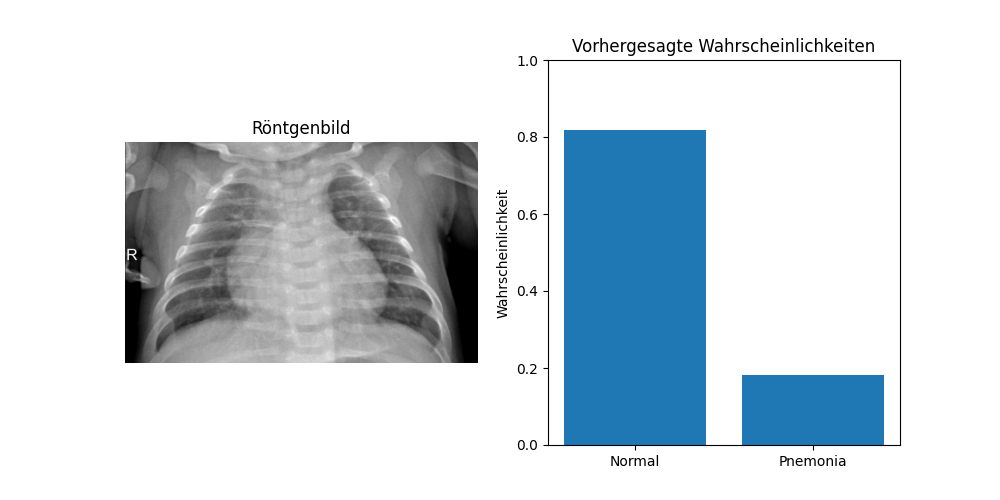 Röntgenbild
R
Vorhergesagte Wahrscheinlichkeiten
Wahrscheinlichkeit
1.0
0.8
0.6
0.4
0.2
0.0
Normal
Pnemonia